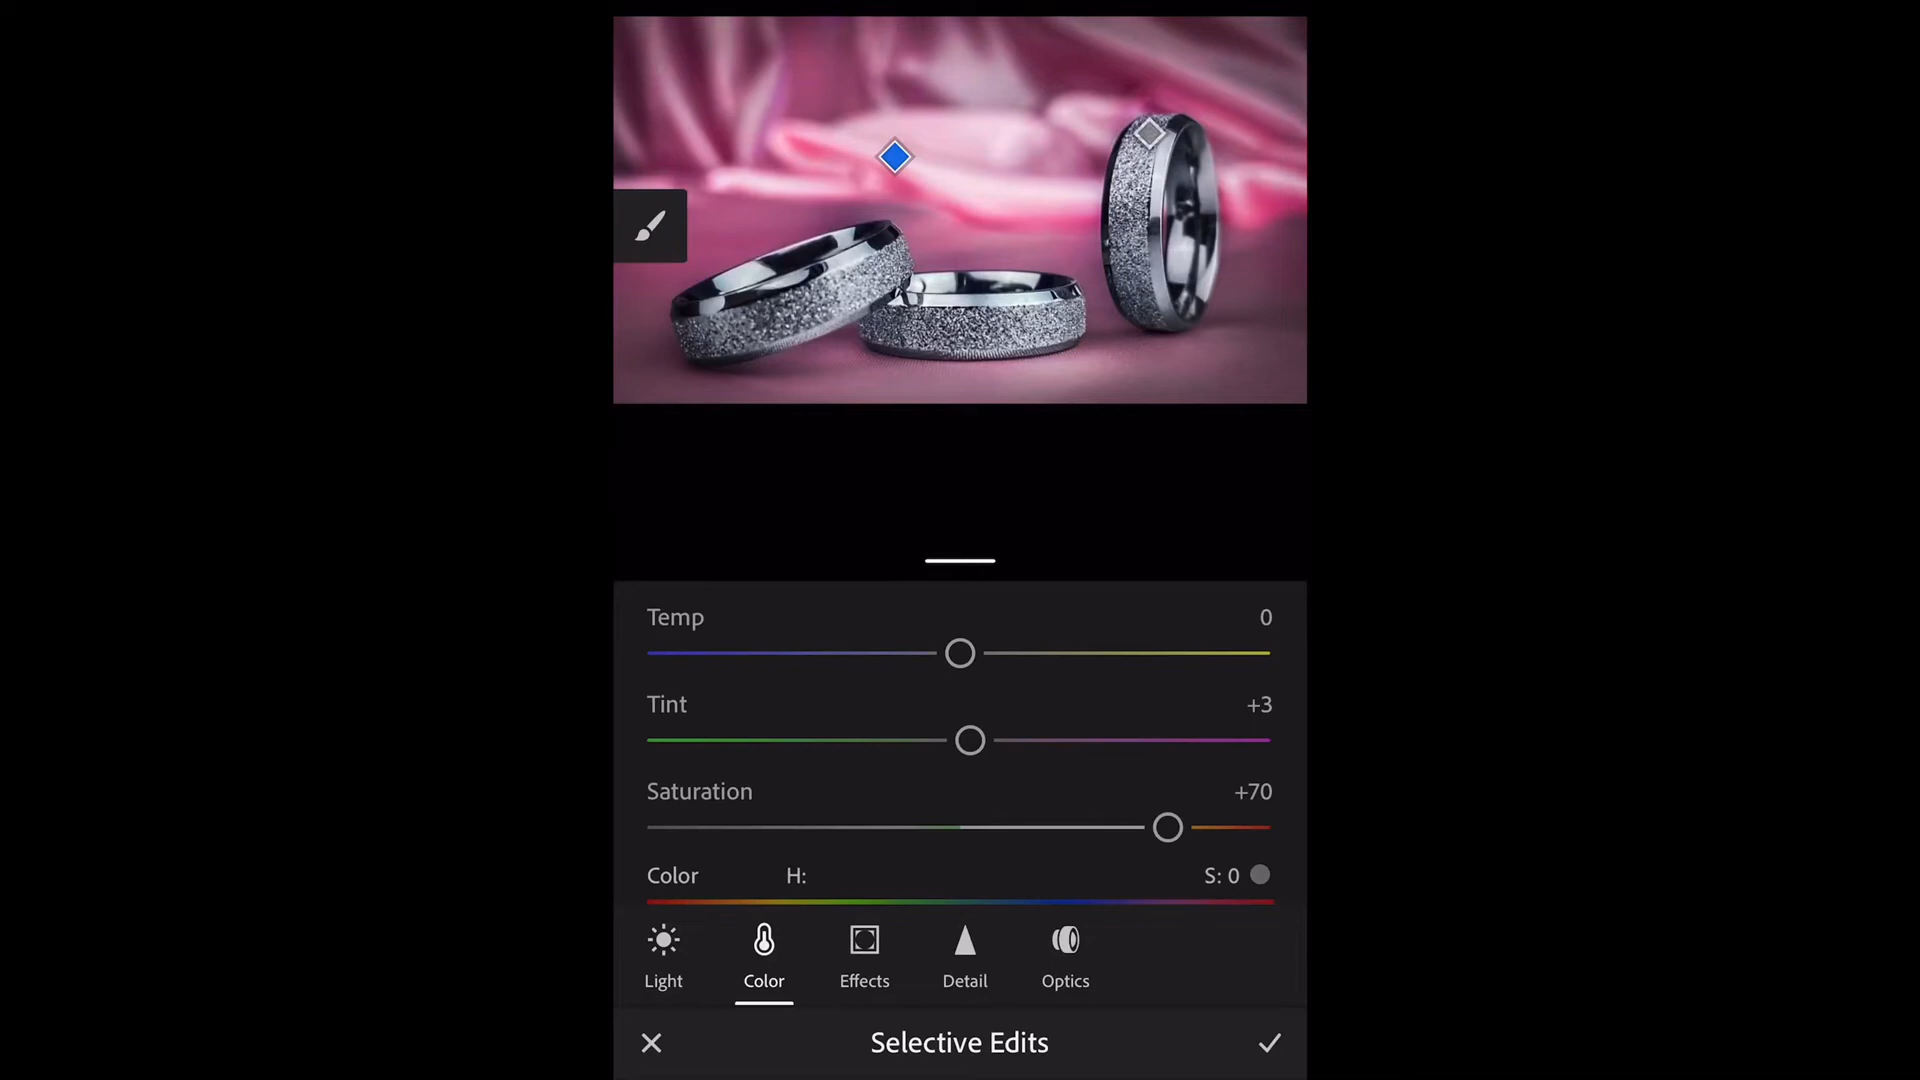 Temp 0
Tint +3
Saturation +70
Color H: S: 0
Light Color Effects Detail Optics
Selective Edits